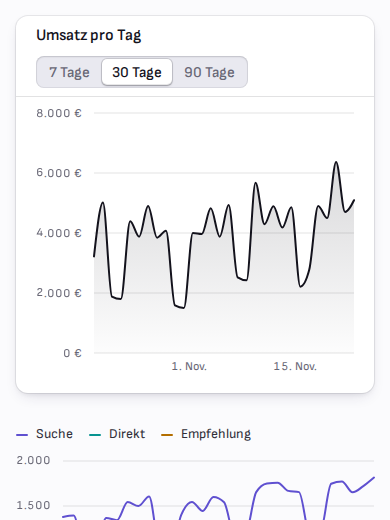 Umsatz pro Tag
7 Tage 30 Tage 90 Tage
8.000 €
6.000 €
4.000 €
2.000 €
0 €
1. Nov. 15. Nov.
Suche Direkt Empfehlung
2.000
1.500